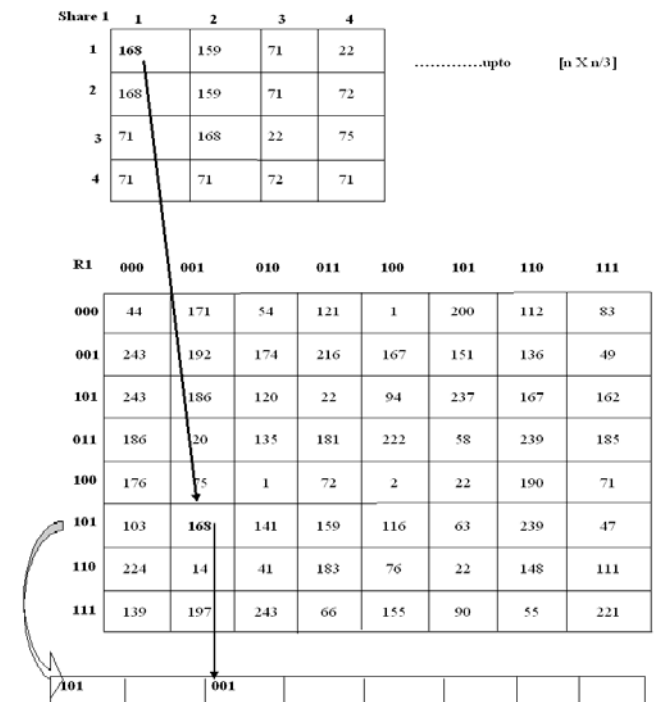 Share 1 1 2 3 4
1 168 159 71 22 .............upto [n X n/3]
2 168 159 71 72
3 71 168 22 75
4 71 71 72 71
R1 000 001 010 011 100 101 110 111
000 44 171 54 121 1 200 112 83
001 243 192 174 216 167 151 136 49
101 243 186 120 22 94 237 167 162
011 186 20 135 181 222 58 239 185
100 176 75 1 72 2 22 190 71
101 103 168 141 159 116 63 239 47
110 224 14 41 183 76 22 148 111
111 139 197 243 66 155 90 55 221
101 001